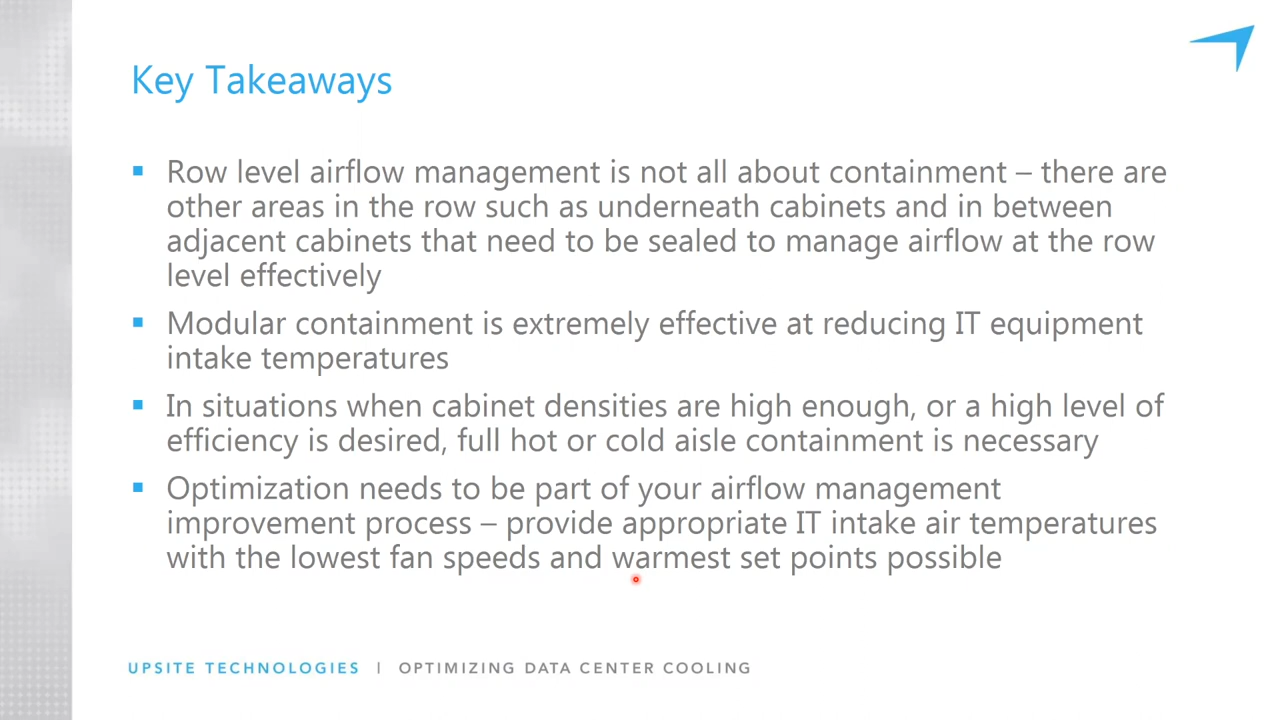 Key Takeaways
▪ Row level airflow management is not all about containment – there are
other areas in the row such as underneath cabinets and in between
adjacent cabinets that need to be sealed to manage airflow at the row
level effectively
▪ Modular containment is extremely effective at reducing IT equipment
intake temperatures
▪ In situations when cabinet densities are high enough, or a high level of
efficiency is desired, full hot or cold aisle containment is necessary
▪ Optimization needs to be part of your airflow management
improvement process – provide appropriate IT intake air temperatures
with the lowest fan speeds and warmest set points possible
UPSITE TECHNOLOGIES | OPTIMIZING DATA CENTER COOLING